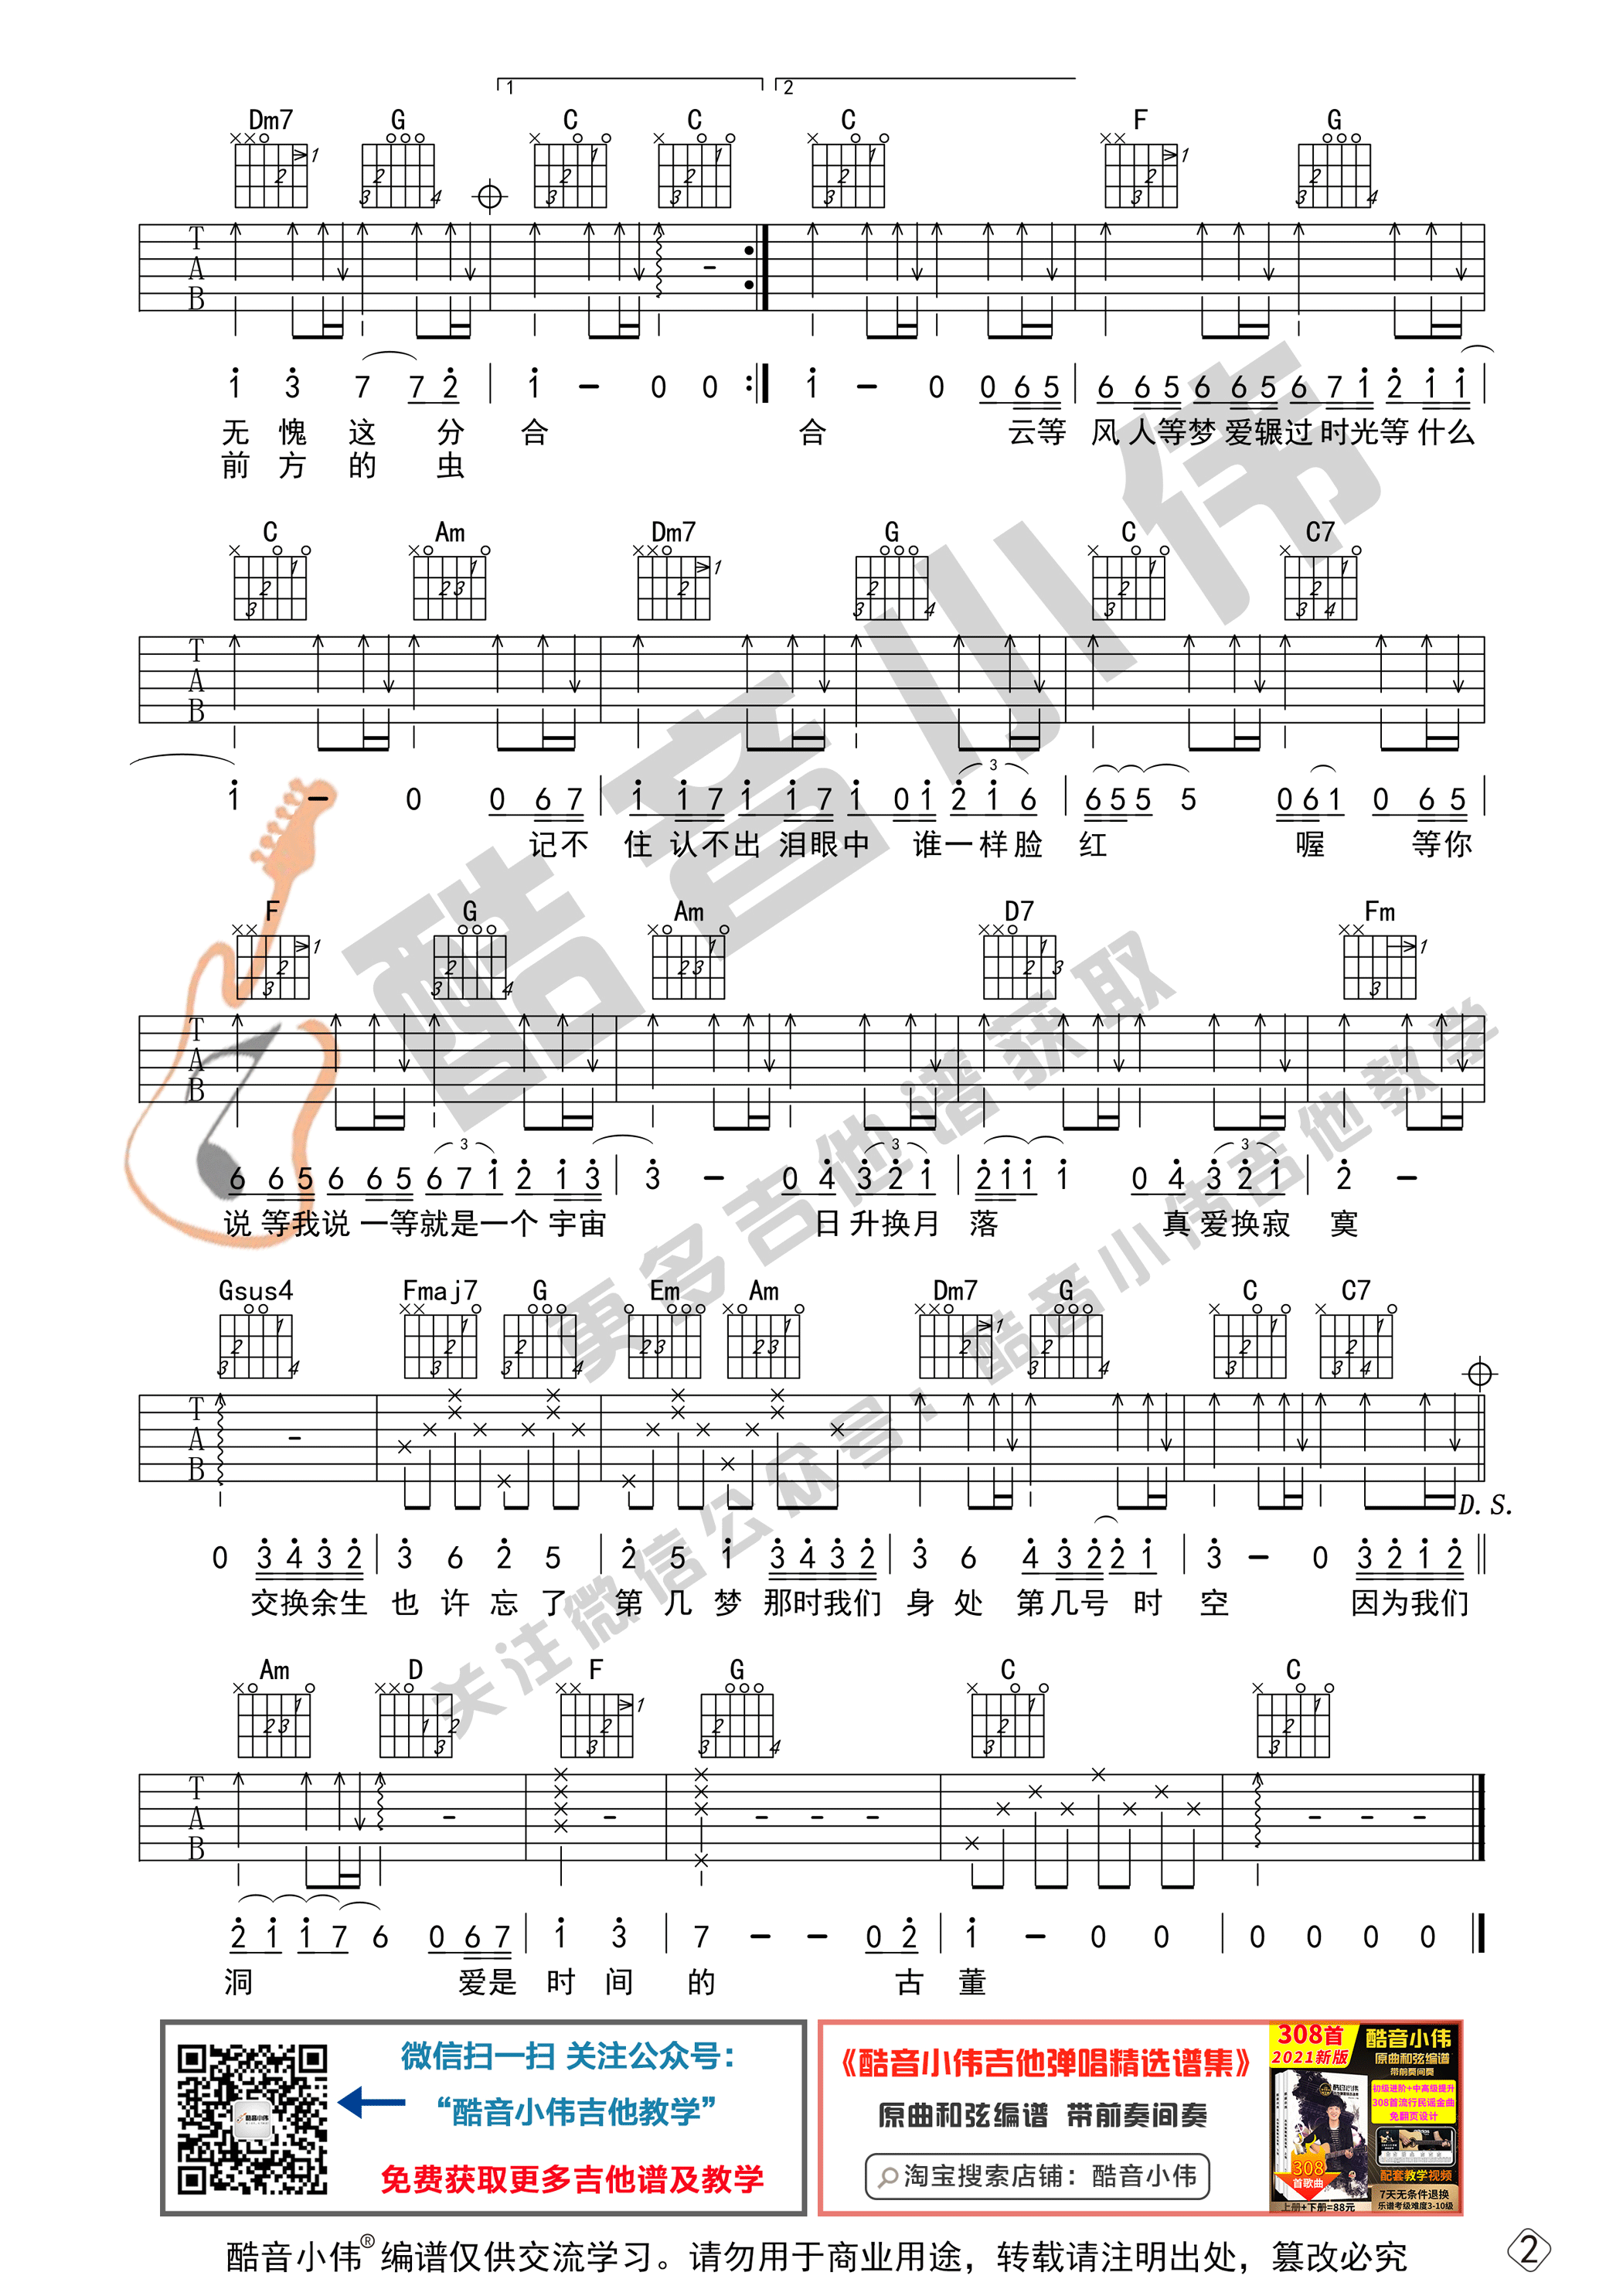 1 2
Dm7 G C C C F G
T A B
1 3 7 7 2 1 - 0 0 1 - 0 0 6 5 6 6 5 6 6 5 6 7 1 2 1 1
无 愧 这 分 合 合 云等 风 人等梦 爱辗过 时光等 什么
前 方 的 虫
C Am Dm7 G C C7
T A B
3
1 - 0 0 6 7 1 1 7 1 1 7 1 0 1 2 1 6 6 5 5 5 0 6 1 0 6 5
记不 住 认不出 泪眼中 谁一样脸 红 喔 等你
F G Am D7 Fm
T A B
3 3 3
6 6 5 6 6 5 6 7 1 2 1 3 3 - 0 4 3 2 1 2 1 1 1 0 4 3 2 1 2 -
说 等我说 一等就是一个 宇宙 日升换月 落 真爱换寂 寞
Gsus4 Fmaj7 G Em Am Dm7 G C C7
T A B
D. S.
0 3 4 3 2 3 6 2 5 2 5 1 3 4 3 2 3 6 4 3 2 2 1 3 - 0 3 2 1 2
交换余生 也 许 忘 了 第 几 梦 那时我们 身 处 第几号 时 空 因为我们
Am D F G C C
T A B
2 1 1 7 6 0 6 7 1 3 7 - - 0 2 1 - 0 0 0 0 0 0
洞 爱是 时 间 的 古 董
酷音小伟
更多吉他谱获取
关注微信公众号：酷音小伟吉他教学
微信扫一扫 关注公众号：
“酷音小伟吉他教学”
免费获取更多吉他谱及教学
酷音小伟
《酷音小伟吉他弹唱精选谱集》
原曲和弦编谱 带前奏间奏
淘宝搜索店铺：酷音小伟
308首
2021新版
酷音小伟
原曲和弦编谱
带前奏间奏
初级进阶+中高级提升
308首流行民谣金曲
免翻页设计
308
首歌曲
配套教学视频
上册+下册=88元
7天无条件退换
乐谱考级难度3-10级
酷音小伟® 编谱仅供交流学习。请勿用于商业用途，转载请注明出处，篡改必究
2